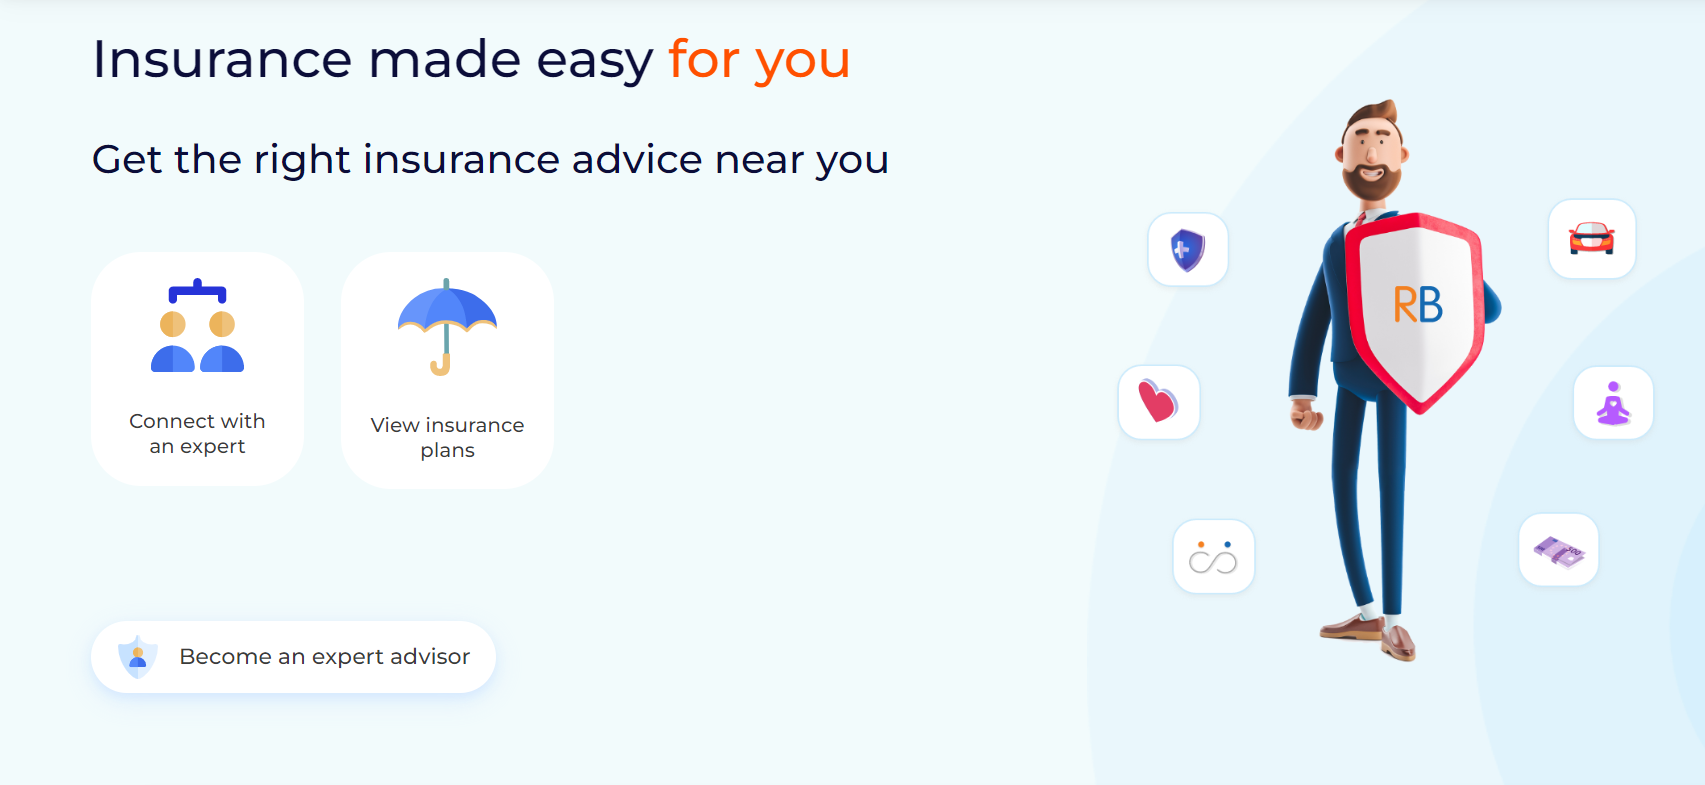 Insurance made easy for you
Get the right insurance advice near you
Connect with
an expert
View insurance
plans
RB
500
Become an expert advisor